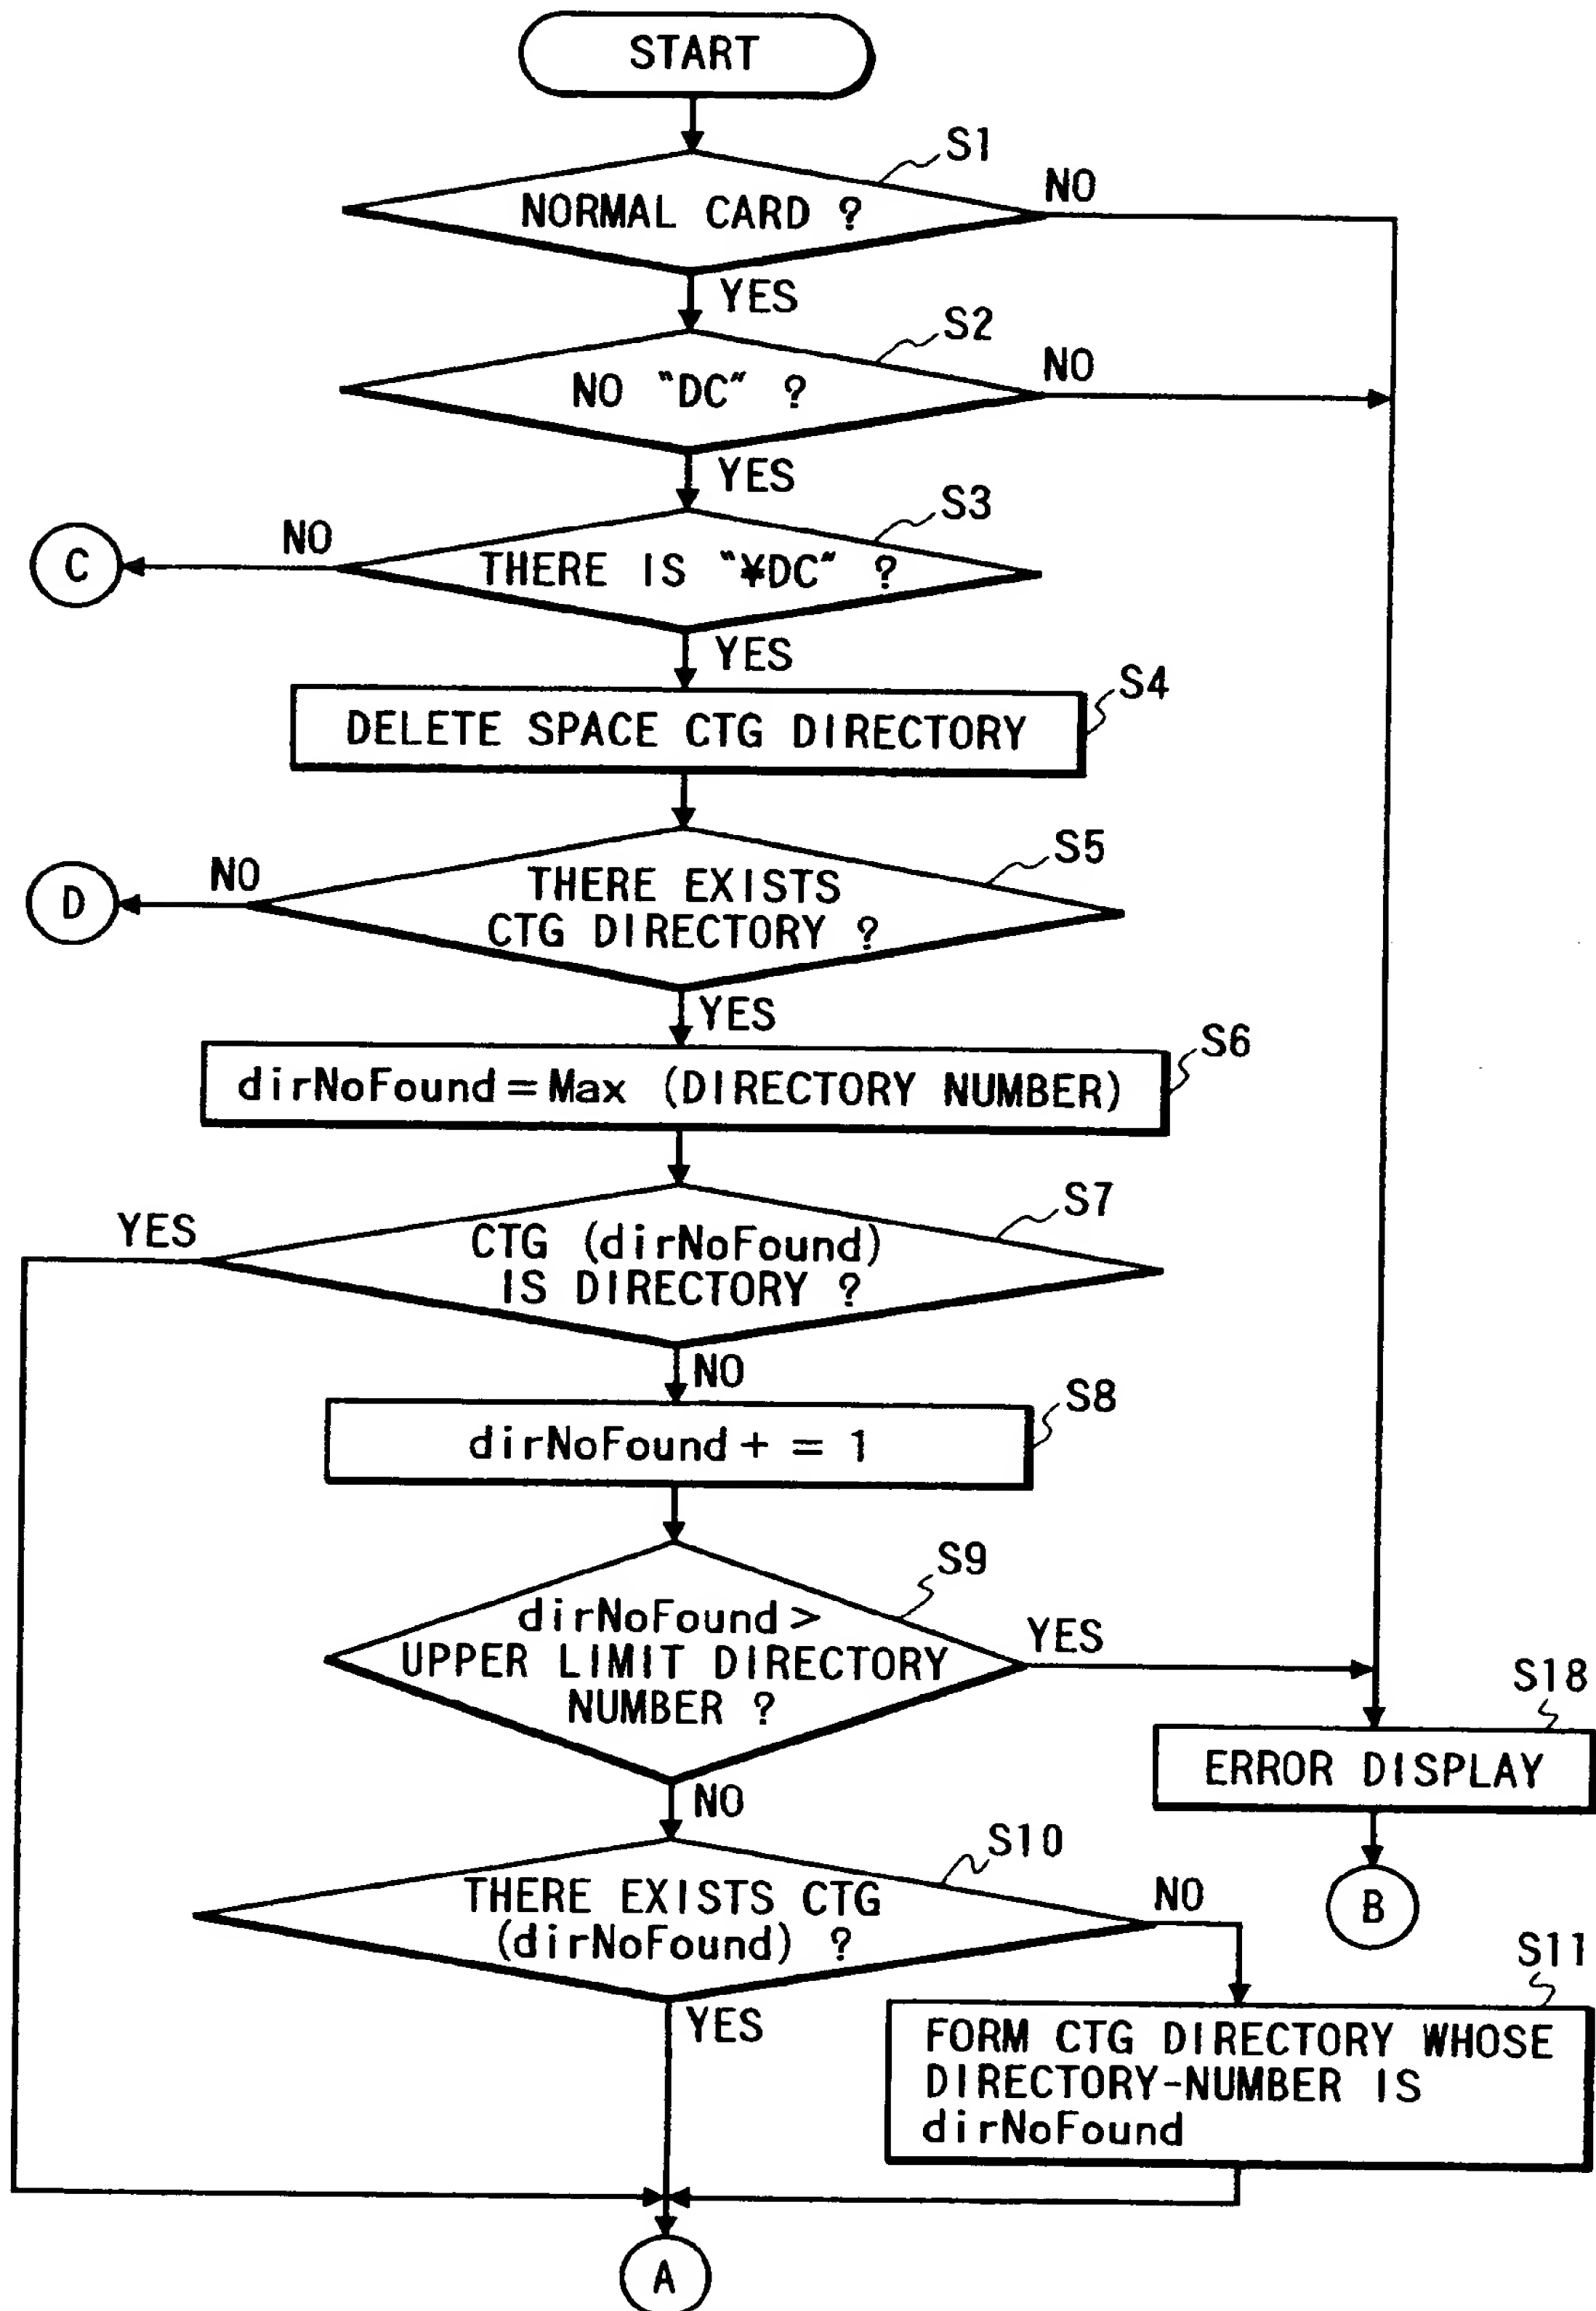 START
S1
NORMAL CARD ?
NO
YES
S2
NO "DC" ?
NO
YES
S3
NO
C
THERE IS "¥DC" ?
YES
S4
DELETE SPACE CTG DIRECTORY
S5
NO
D
THERE EXISTS
CTG DIRECTORY ?
YES
S6
dirNoFound=Max (DIRECTORY NUMBER)
S7
YES
CTG (dirNoFound)
IS DIRECTORY ?
NO
S8
dirNoFound+ = 1
S9
dirNoFound>
UPPER LIMIT DIRECTORY
NUMBER ?
YES
NO
S18
ERROR DISPLAY
B
S10
THERE EXISTS CTG
(dirNoFound) ?
NO
YES
S11
FORM CTG DIRECTORY WHOSE
DIRECTORY-NUMBER IS
dirNoFound
A